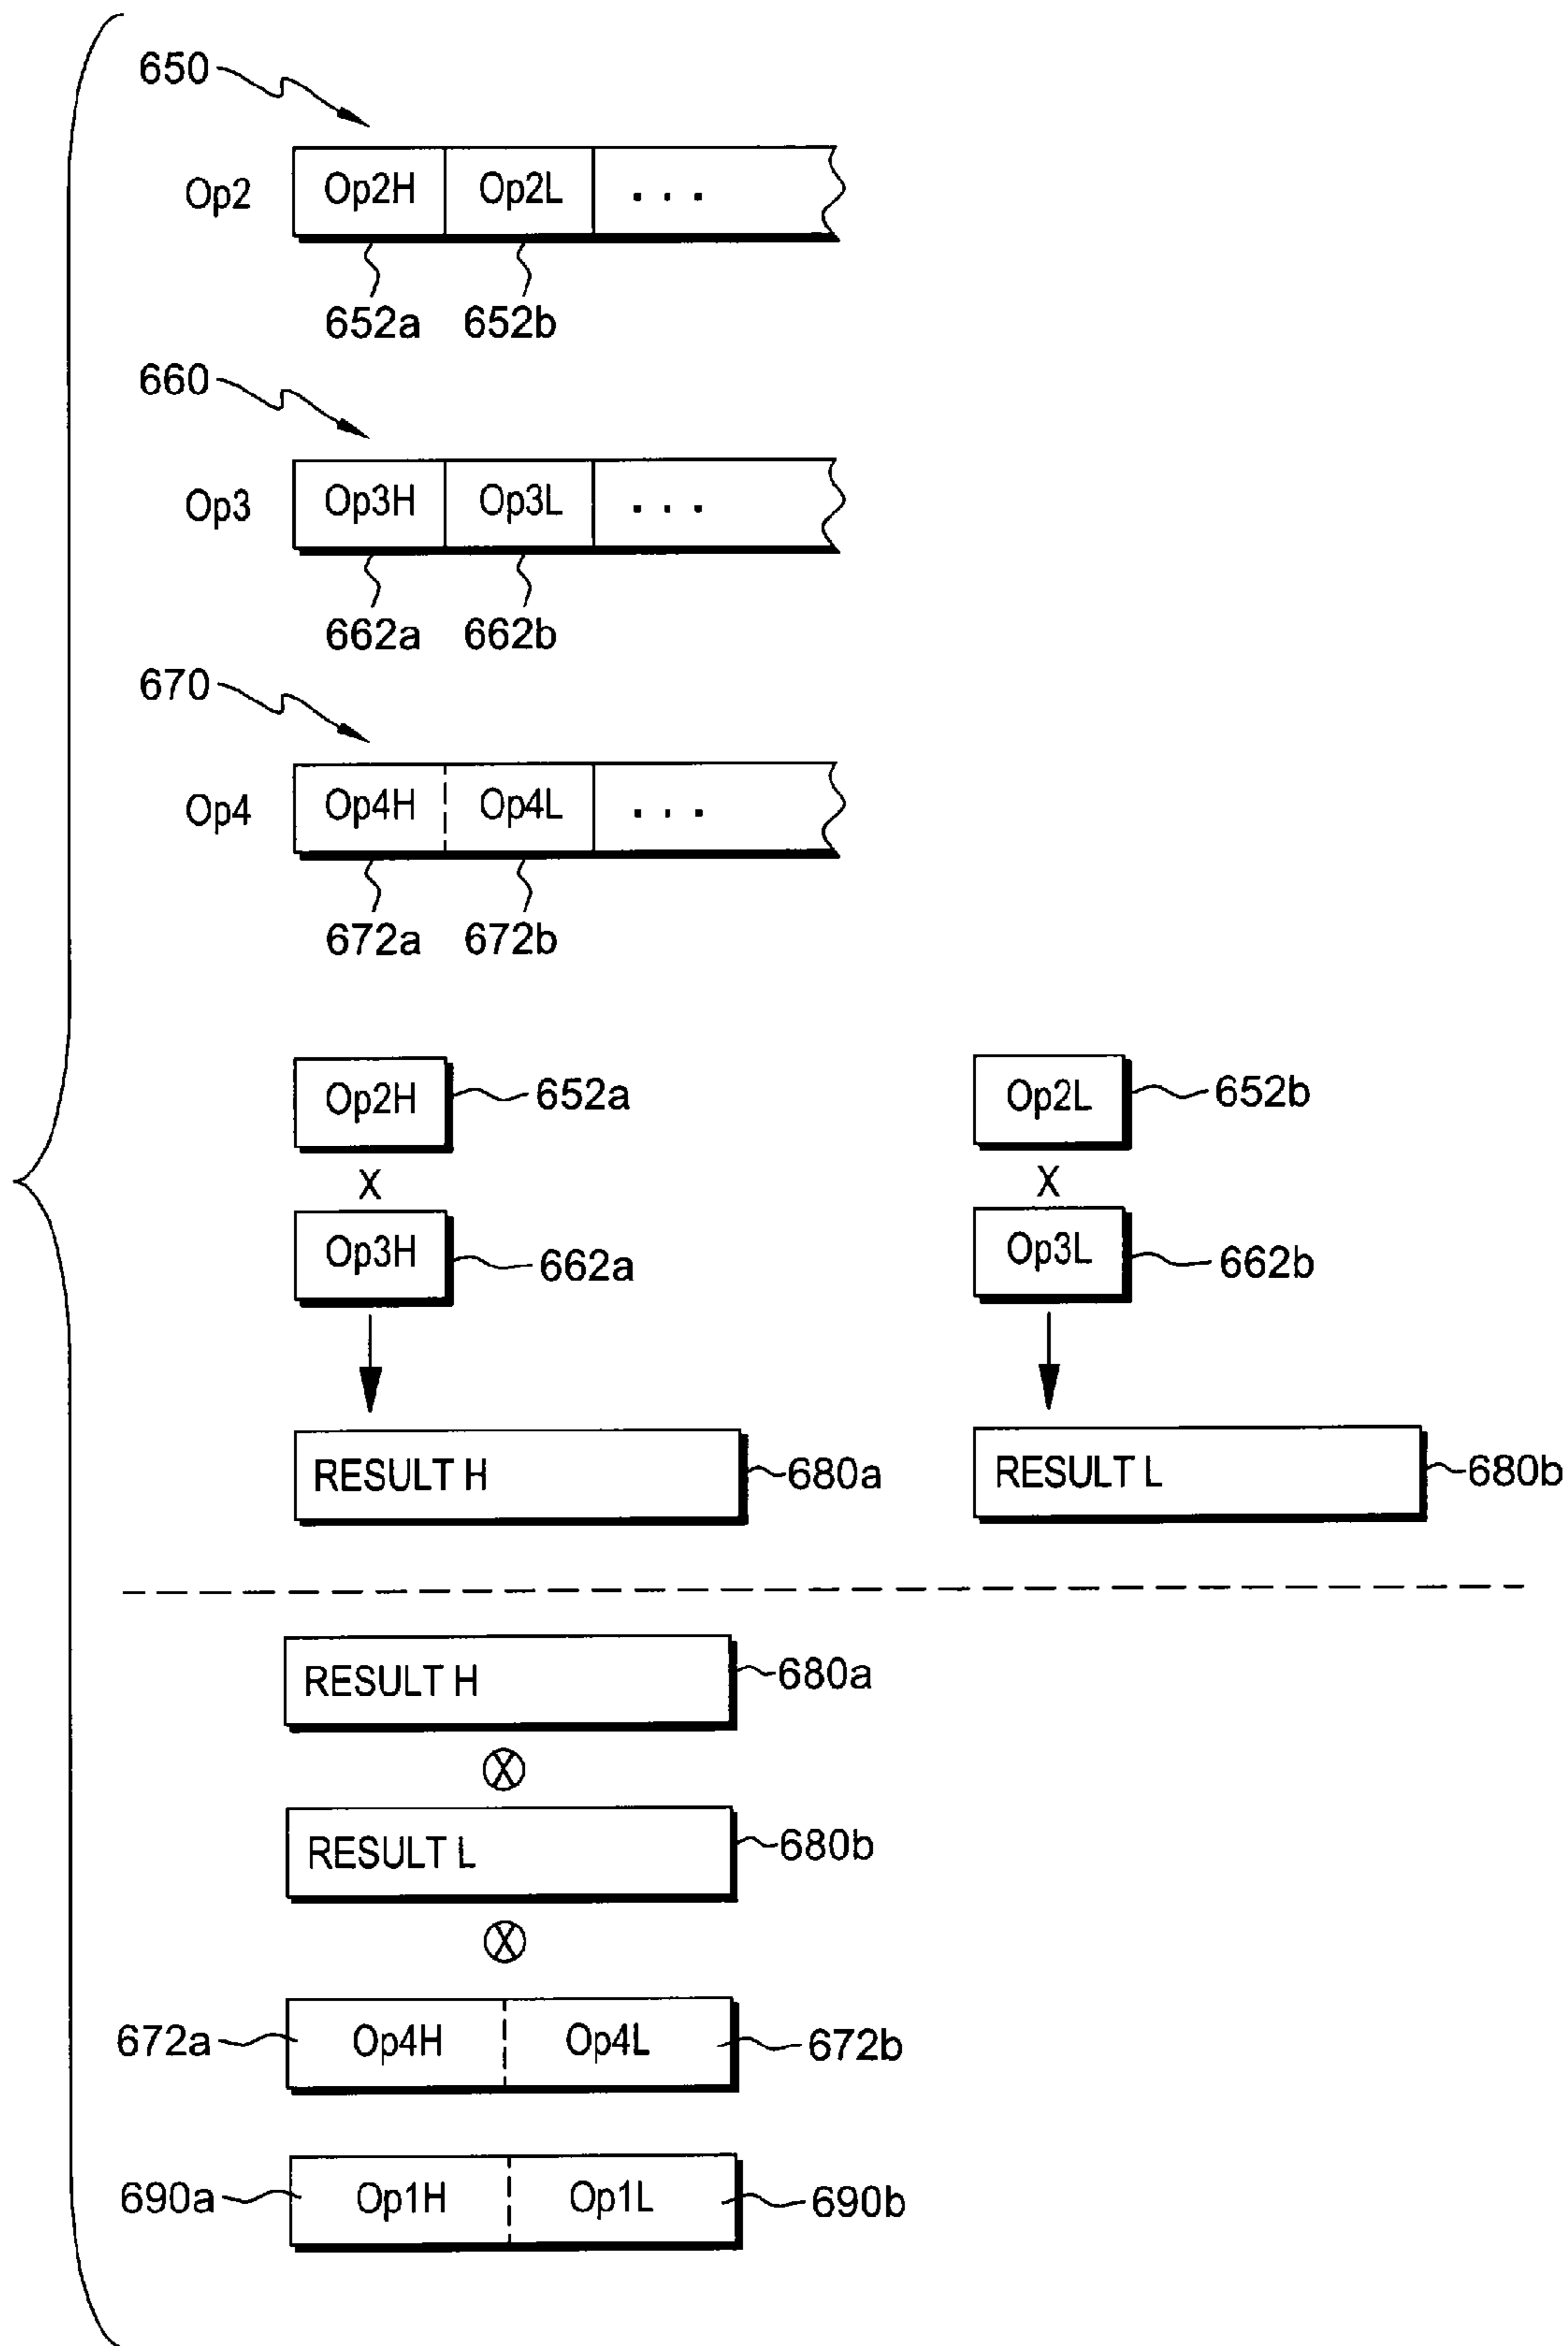 650
Op2 Op2H Op2L . . .
652a 652b
660
Op3 Op3H Op3L . . .
662a 662b
670
Op4 Op4H Op4L . . .
672a 672b
Op2H 652a Op2L 652b
X X
Op3H 662a Op3L 662b
RESULT H 680a RESULT L 680b
RESULT H 680a
X
RESULT L 680b
X
672a Op4H Op4L 672b
690a Op1H Op1L 690b